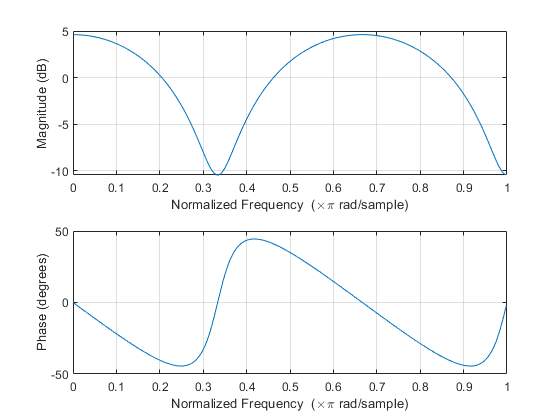 5
0
-5
-10
Magnitude (dB)
0 0.1 0.2 0.3 0.4 0.5 0.6 0.7 0.8 0.9 1
Normalized Frequency (×π rad/sample)
50
0
-50
Phase (degrees)
0 0.1 0.2 0.3 0.4 0.5 0.6 0.7 0.8 0.9 1
Normalized Frequency (×π rad/sample)